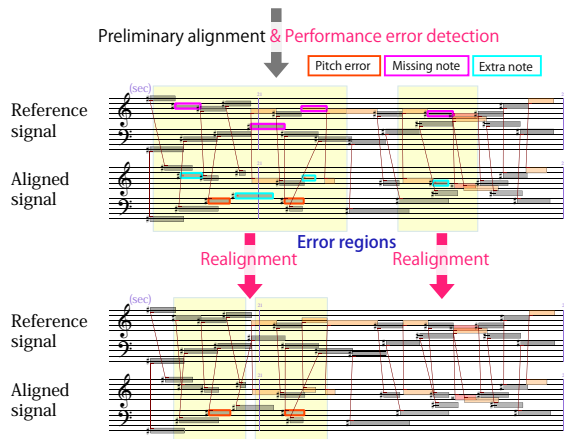 Preliminary alignment & Performance error detection
Pitch error
Missing note
Extra note
(sec)
Reference
signal
Aligned
signal
Error regions
Realignment
Realignment
(sec)
Reference
signal
Aligned
signal